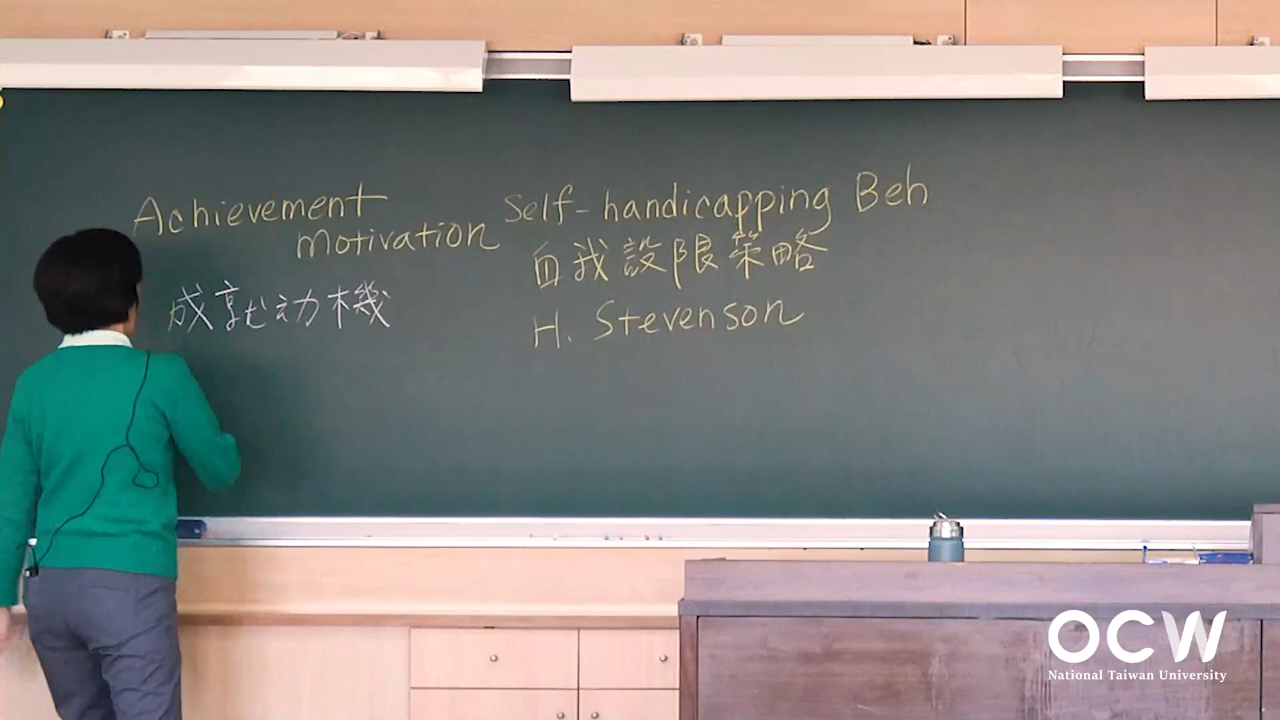 Achievement
motivation
成就动機
Self-handicapping Beh
自我設限策略
H. Stevenson
OCW
National Taiwan University